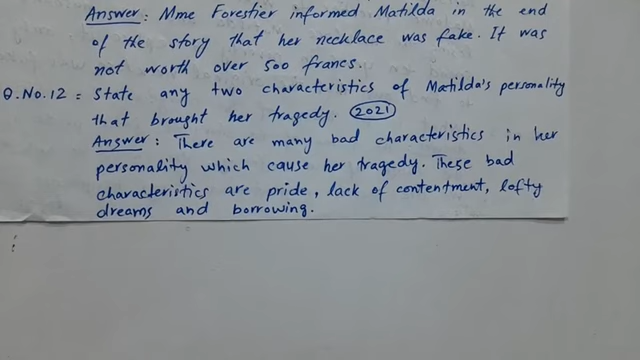 Answer: Mme Forestier informed Matilda in the end
of the story that her necklace was fake. It was
not worth over 500 francs.
Q.No.12: State any two characteristics of Matilda's personality
that brought her tragedy. 2021
Answer: There are many bad characteristics in her
personality which cause her tragedy. These bad
characteristics are pride, lack of contentment, lofty
dreams and borrowing.